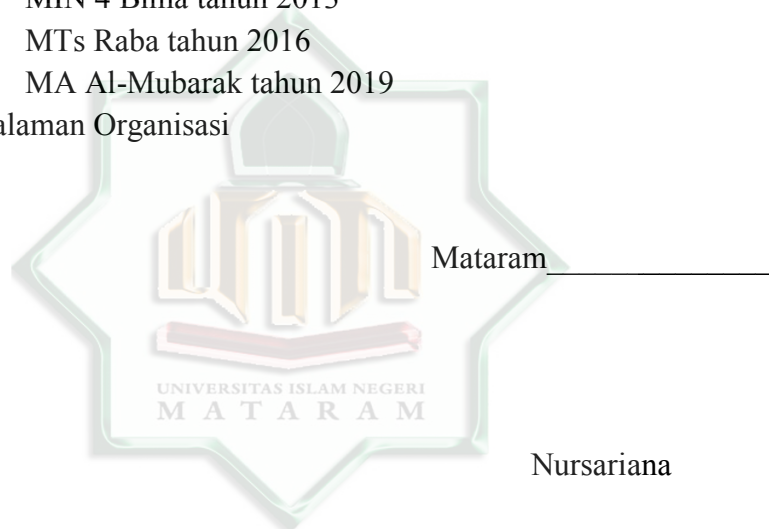 MIN 4 Bima tahun 2013
MTs Raba tahun 2016
MA Al-Mubarak tahun 2019
alaman Organisasi
Mataram_______________
UNIVERSITAS ISLAM NEGERI
MATARAM
Nursariana